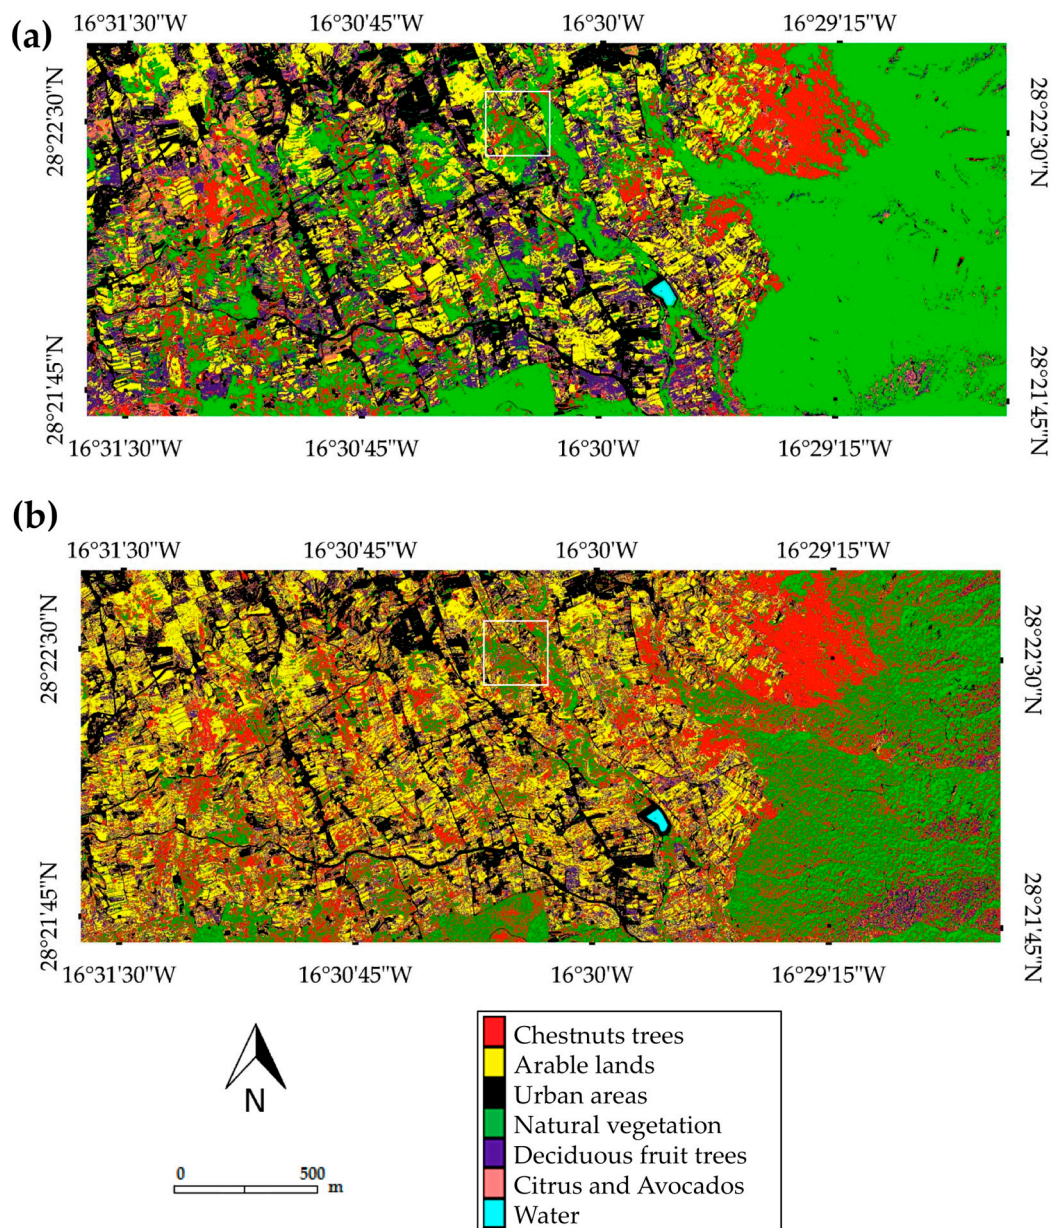 (a)
16°31'30"W 16°30'45"W 16°30"W 16°29'15"W
28°22'30"N
28°22'30"N
28°21'45"N
28°21'45"N
16°31'30"W 16°30'45"W 16°30"W 16°29'15"W
(b)
16°31'30"W 16°30'45"W 16°30"W 16°29'15"W
28°22'30"N
28°22'30"N
28°21'45"N
28°21'45"N
16°31'30"W 16°30'45"W 16°30"W 16°29'15"W
N
0 500
m
Chestnuts trees
Arable lands
Urban areas
Natural vegetation
Deciduous fruit trees
Citrus and Avocados
Water